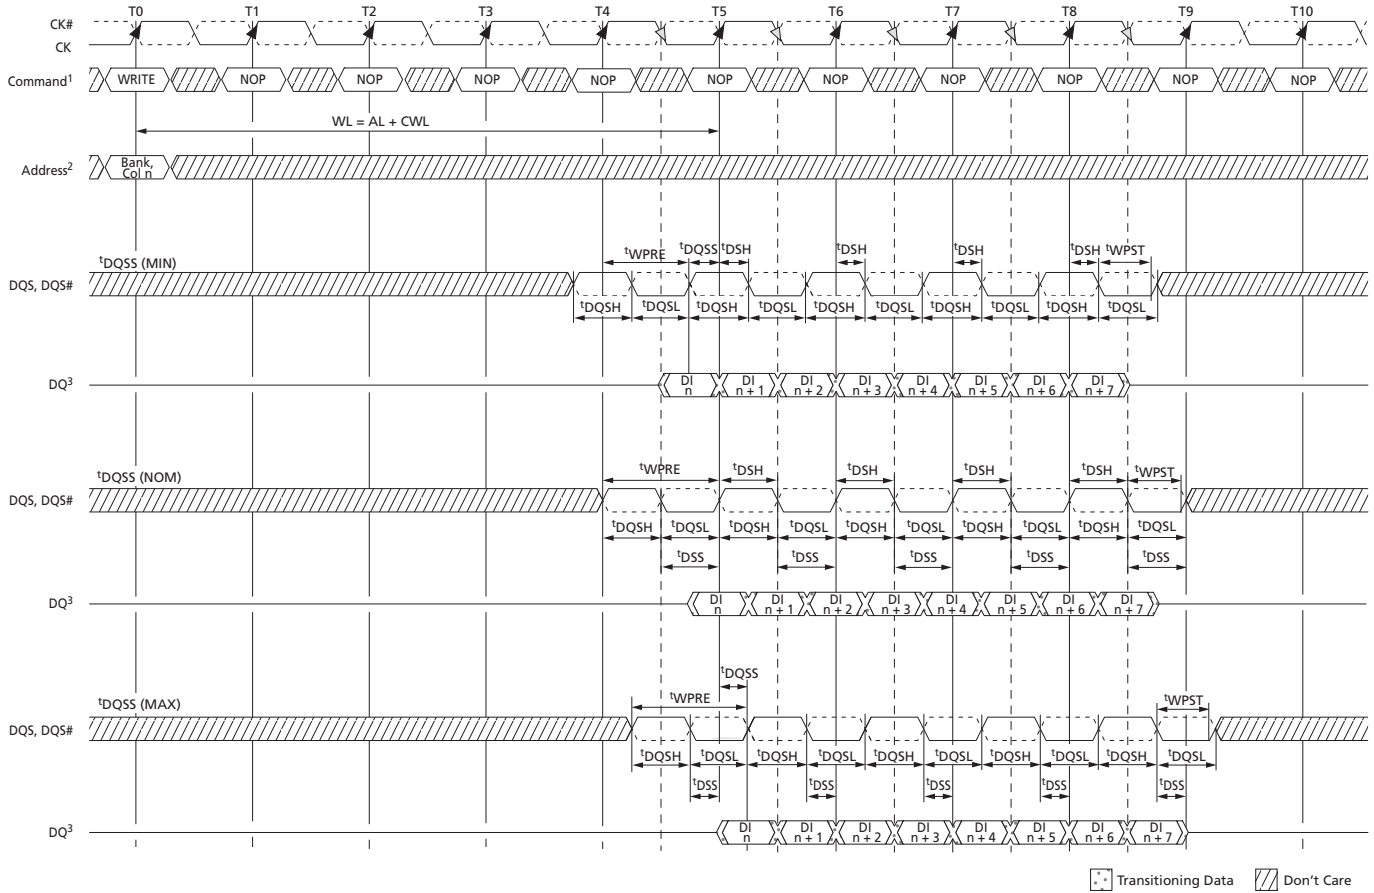 T0 T1 T2 T3 T4 T5 T6 T7 T8 T9 T10
CK#
CK
Command1 WRITE NOP NOP NOP NOP NOP NOP NOP NOP NOP NOP
WL = AL + CWL
Address2 Bank,
Col n
tDQSS (MIN) tWPRE tDQSS tDSH tDSH tDSH tDSH tWPST
DQS, DQS#
tDQSH tDQSL tDQSH tDQSL tDQSH tDQSL tDQSH tDQSL tDQSH tDQSL
DQ3 DI n DI n + 1 DI n + 2 DI n + 3 DI n + 4 DI n + 5 DI n + 6 DI n + 7
tDQSS (NOM) tWPRE tDSH tDSH tDSH tDSH tWPST
DQS, DQS#
tDQSH tDQSL tDQSH tDQSL tDQSH tDQSL tDQSH tDQSL tDQSH tDQSL
tDSS tDSS tDSS tDSS tDSS
DQ3 DI n DI n + 1 DI n + 2 DI n + 3 DI n + 4 DI n + 5 DI n + 6 DI n + 7
tDQSS
tDQSS (MAX) tWPRE tWPST
DQS, DQS#
tDQSH tDQSL tDQSH tDQSL tDQSH tDQSL tDQSH tDQSL tDQSH tDQSL
tDSS tDSS tDSS tDSS tDSS
DQ3 DI n DI n + 1 DI n + 2 DI n + 3 DI n + 4 DI n + 5 DI n + 6 DI n + 7
Transitioning Data Don't Care